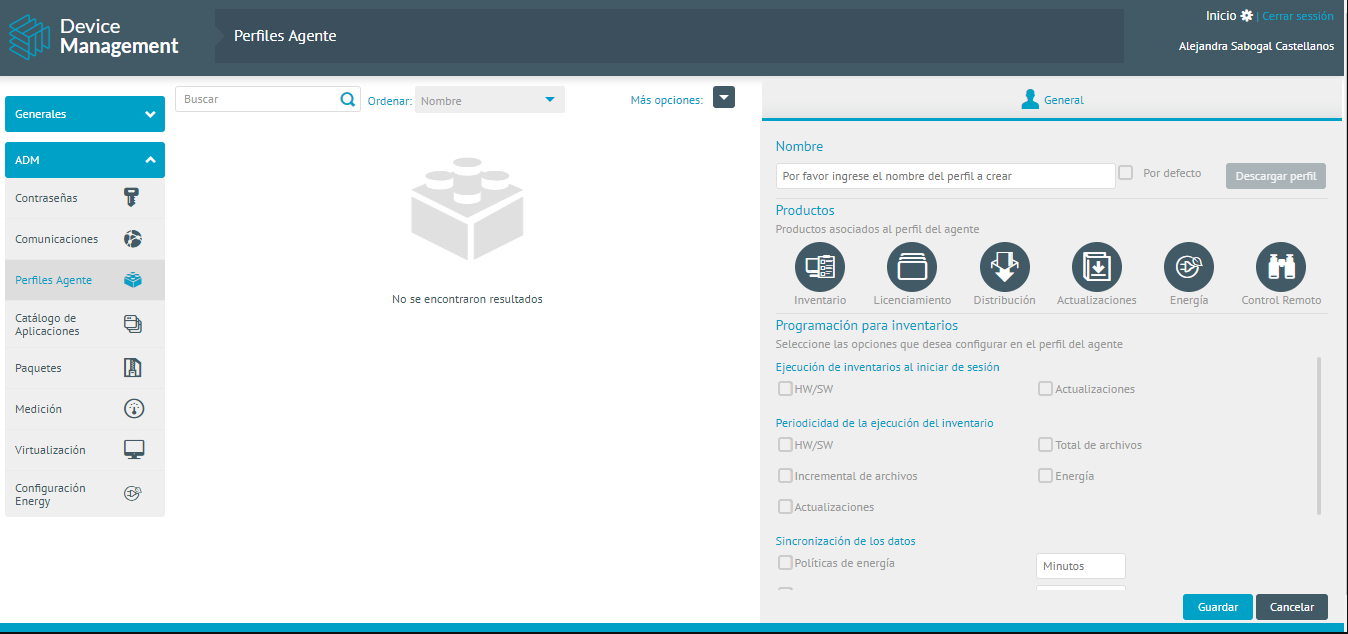 Device
Management
Perfiles Agente
Inicio | Cerrar sessión
Alejandra Sabogal Castellanos
Generales
ADM
Contraseñas
Comunicaciones
Perfiles Agente
Catálogo de
Aplicaciones
Paquetes
Medición
Virtualización
Configuración
Energy
Buscar
Ordenar: Nombre
Más opciones:
No se encontraron resultados
General
Nombre
Por favor ingrese el nombre del perfil a crear
Por defecto
Descargar perfil
Productos
Productos asociados al perfil del agente
Inventario
Licenciamiento
Distribución
Actualizaciones
Energía
Control Remoto
Programación para inventarios
Seleccione las opciones que desea configurar en el perfil del agente
Ejecución de inventarios al iniciar de sesión
HW/SW
Actualizaciones
Periodicidad de la ejecución del inventario
HW/SW
Total de archivos
Incremental de archivos
Energía
Actualizaciones
Sincronización de los datos
Políticas de energía
Minutos
Guardar
Cancelar